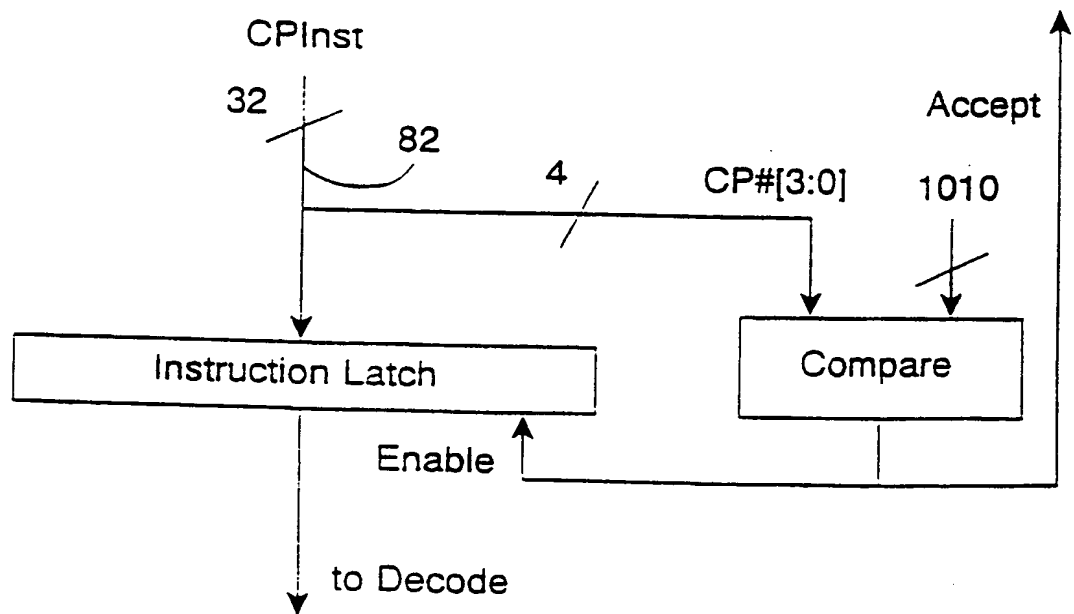 CPInst
32
82
4
CP#[3:0]
1010
Accept
Instruction Latch
Compare
Enable
to Decode